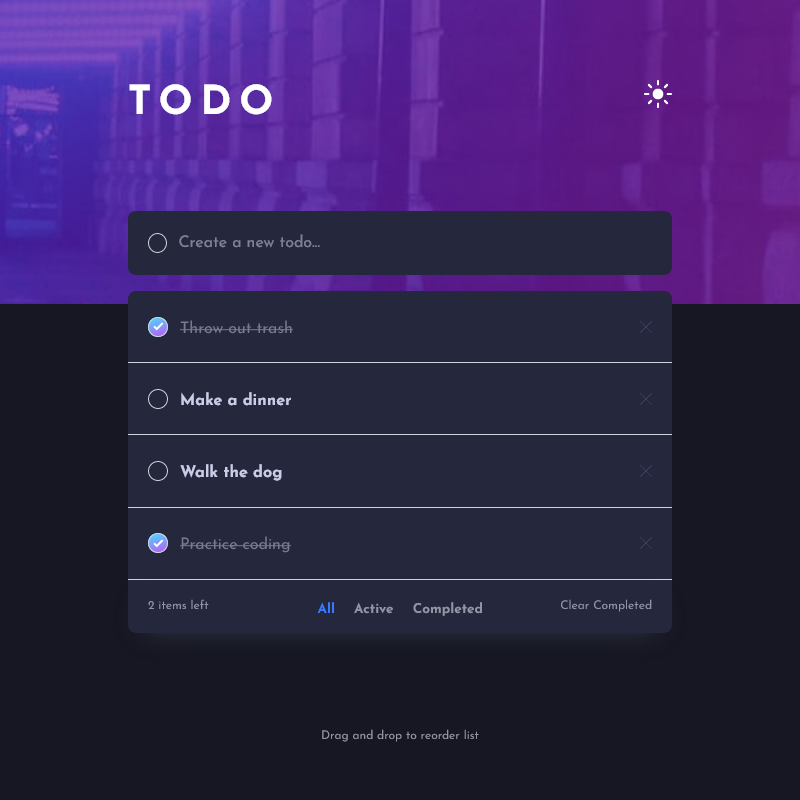 TODO
Create a new todo...
Throw out trash
Make a dinner
Walk the dog
Practice coding
2 items left All Active Completed Clear Completed
Drag and drop to reorder list